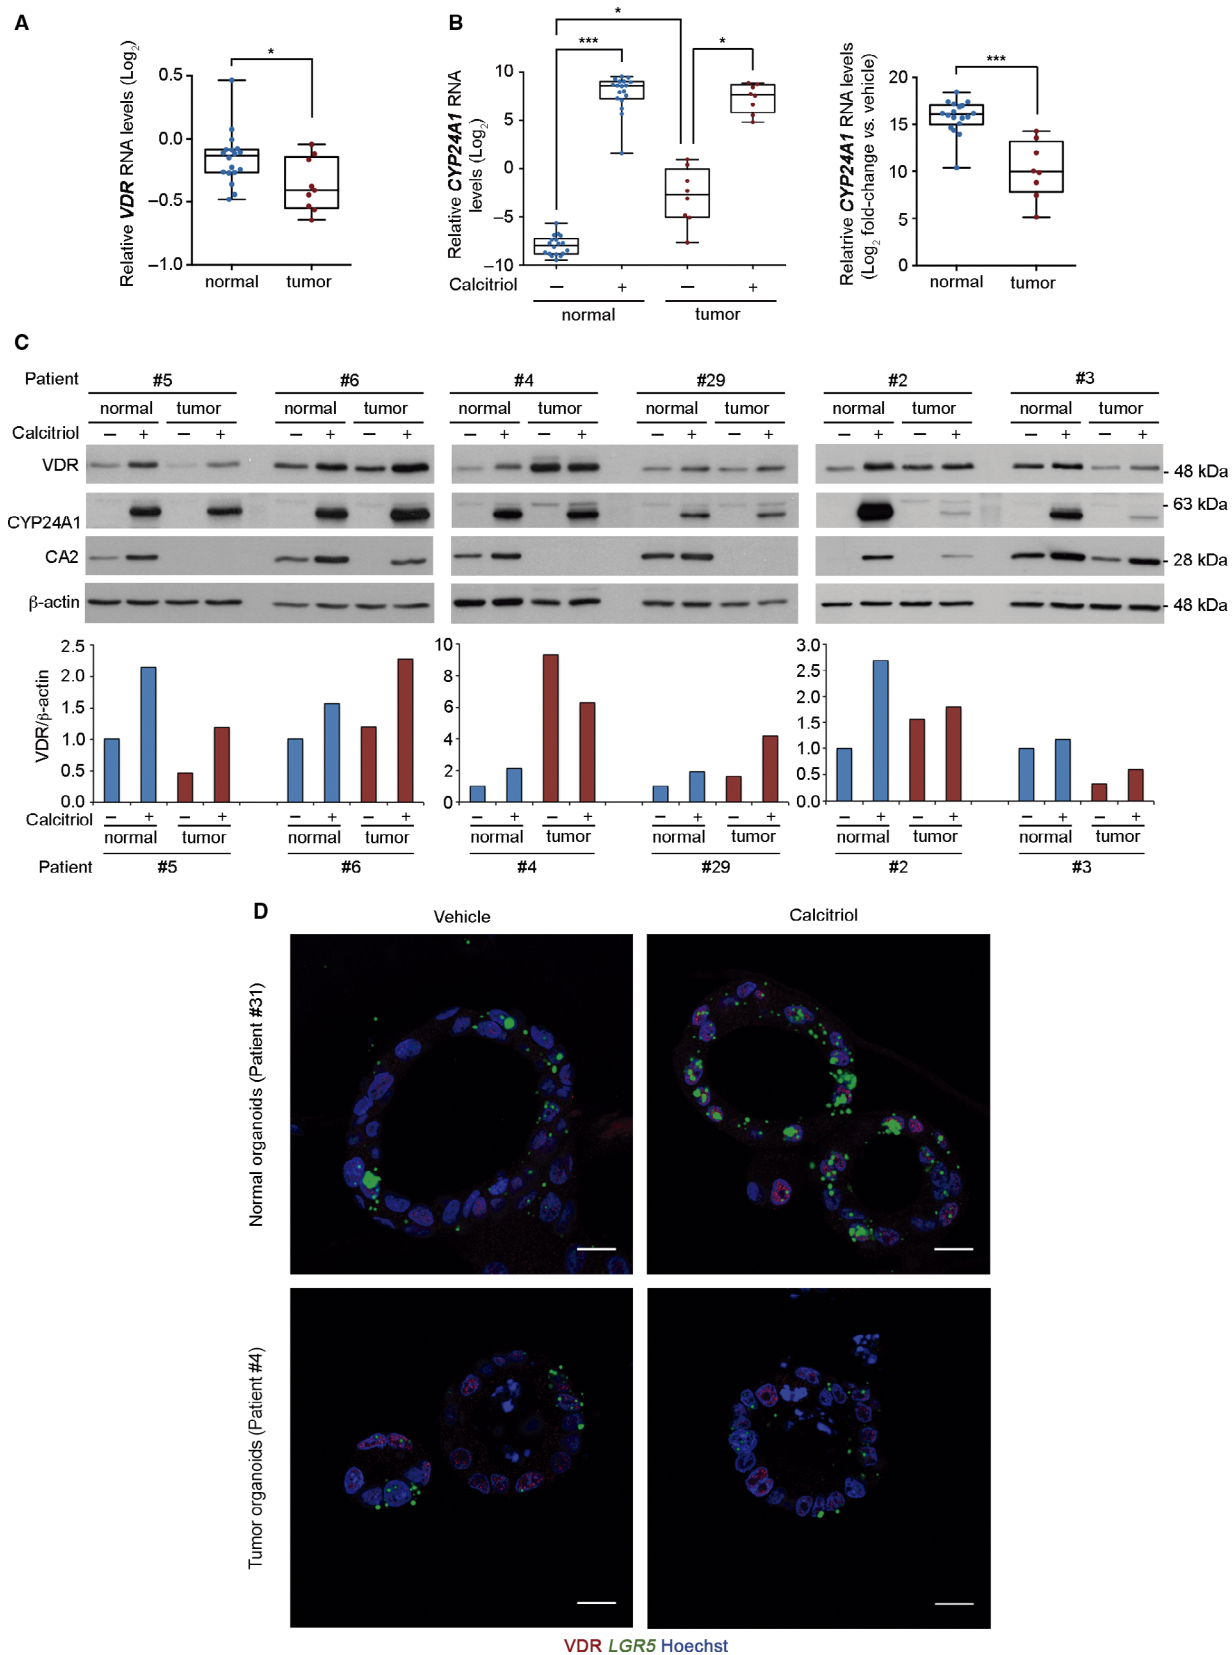 A
Relative VDR RNA levels (Log2)
0.5
0.0
−0.5
−1.0
*
normal tumor
B
Relative CYP24A1 RNA
levels (Log2)
10
5
0
−5
−10
*
*** *
Calcitriol − + − +
normal tumor
Relatrive CYP24A1 RNA levels
(Log2 fold-change vs. vehicle)
20
15
10
5
0
***
normal tumor
C
Patient #5 #6 #4 #29 #2 #3
normal tumor normal tumor normal tumor normal tumor normal tumor normal tumor
Calcitriol − + − + − + − + − + − + − + − + − + − + − + − +
VDR - 48 kDa
CYP24A1 - 63 kDa
CA2 - 28 kDa
β-actin - 48 kDa
VDR/β-actin
2.5
2.0
1.5
1.0
0.5
0.0
10
8
6
4
2
0
3.0
2.5
2.0
1.5
1.0
0.5
0.0
Calcitriol − + − + − + − + − + − + − + − + − + − + − + − +
normal tumor normal tumor normal tumor normal tumor normal tumor normal tumor
Patient #5 #6 #4 #29 #2 #3
D
Vehicle Calcitriol
Normal organoids (Patient #31)
Tumor organoids (Patient #4)
VDR LGR5 Hoechst